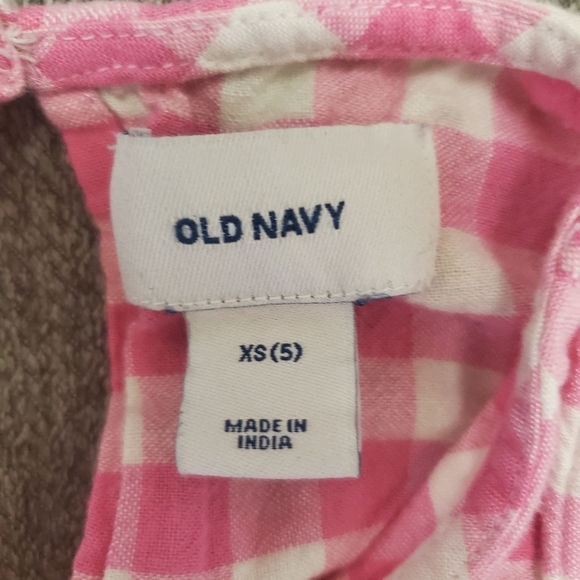 OLD NAVY
XS (5)
MADE IN
INDIA